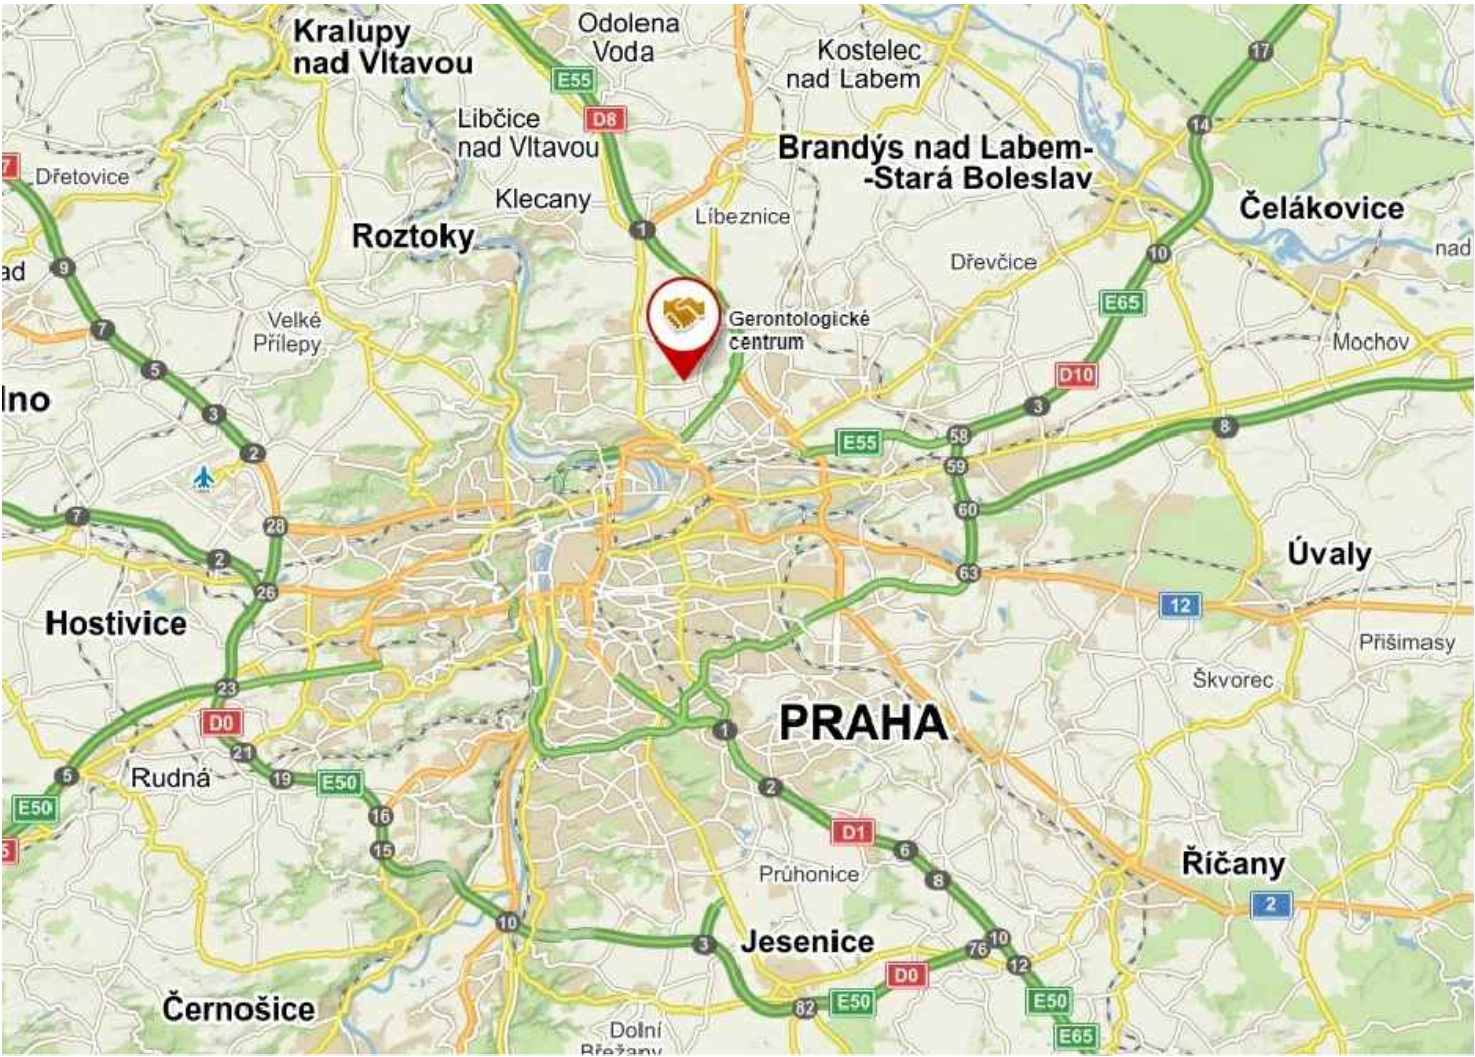 Kralupy
nad Vltavou
Odolena
Voda
Kostelec
nad Labem
17
E55
D8
Libčice
nad Vltavou
14
Brandýs nad Labem-
-Stará Boleslav
7
Dřetovice
Klecany
Líbeznice
Čelákovice
Roztoky
1
nad
9
ad
Dřevčice
10
E65
Velké
Přílepy
7
Gerontologické
centrum
Mochov
5
D10
lno
3
3
2
E55
58
8
59
7
28
60
2
Úvaly
63
26
12
Hostivice
Přišimasy
Škvorec
23
D0
PRAHA
1
21
5
Rudná
19
E50
2
E50
16
D1
5
15
6
Průhonice
8
Říčany
2
10
3
Jesenice
76
10
12
D0
Černošice
82
E50
E50
Dolní
Břežany
E65